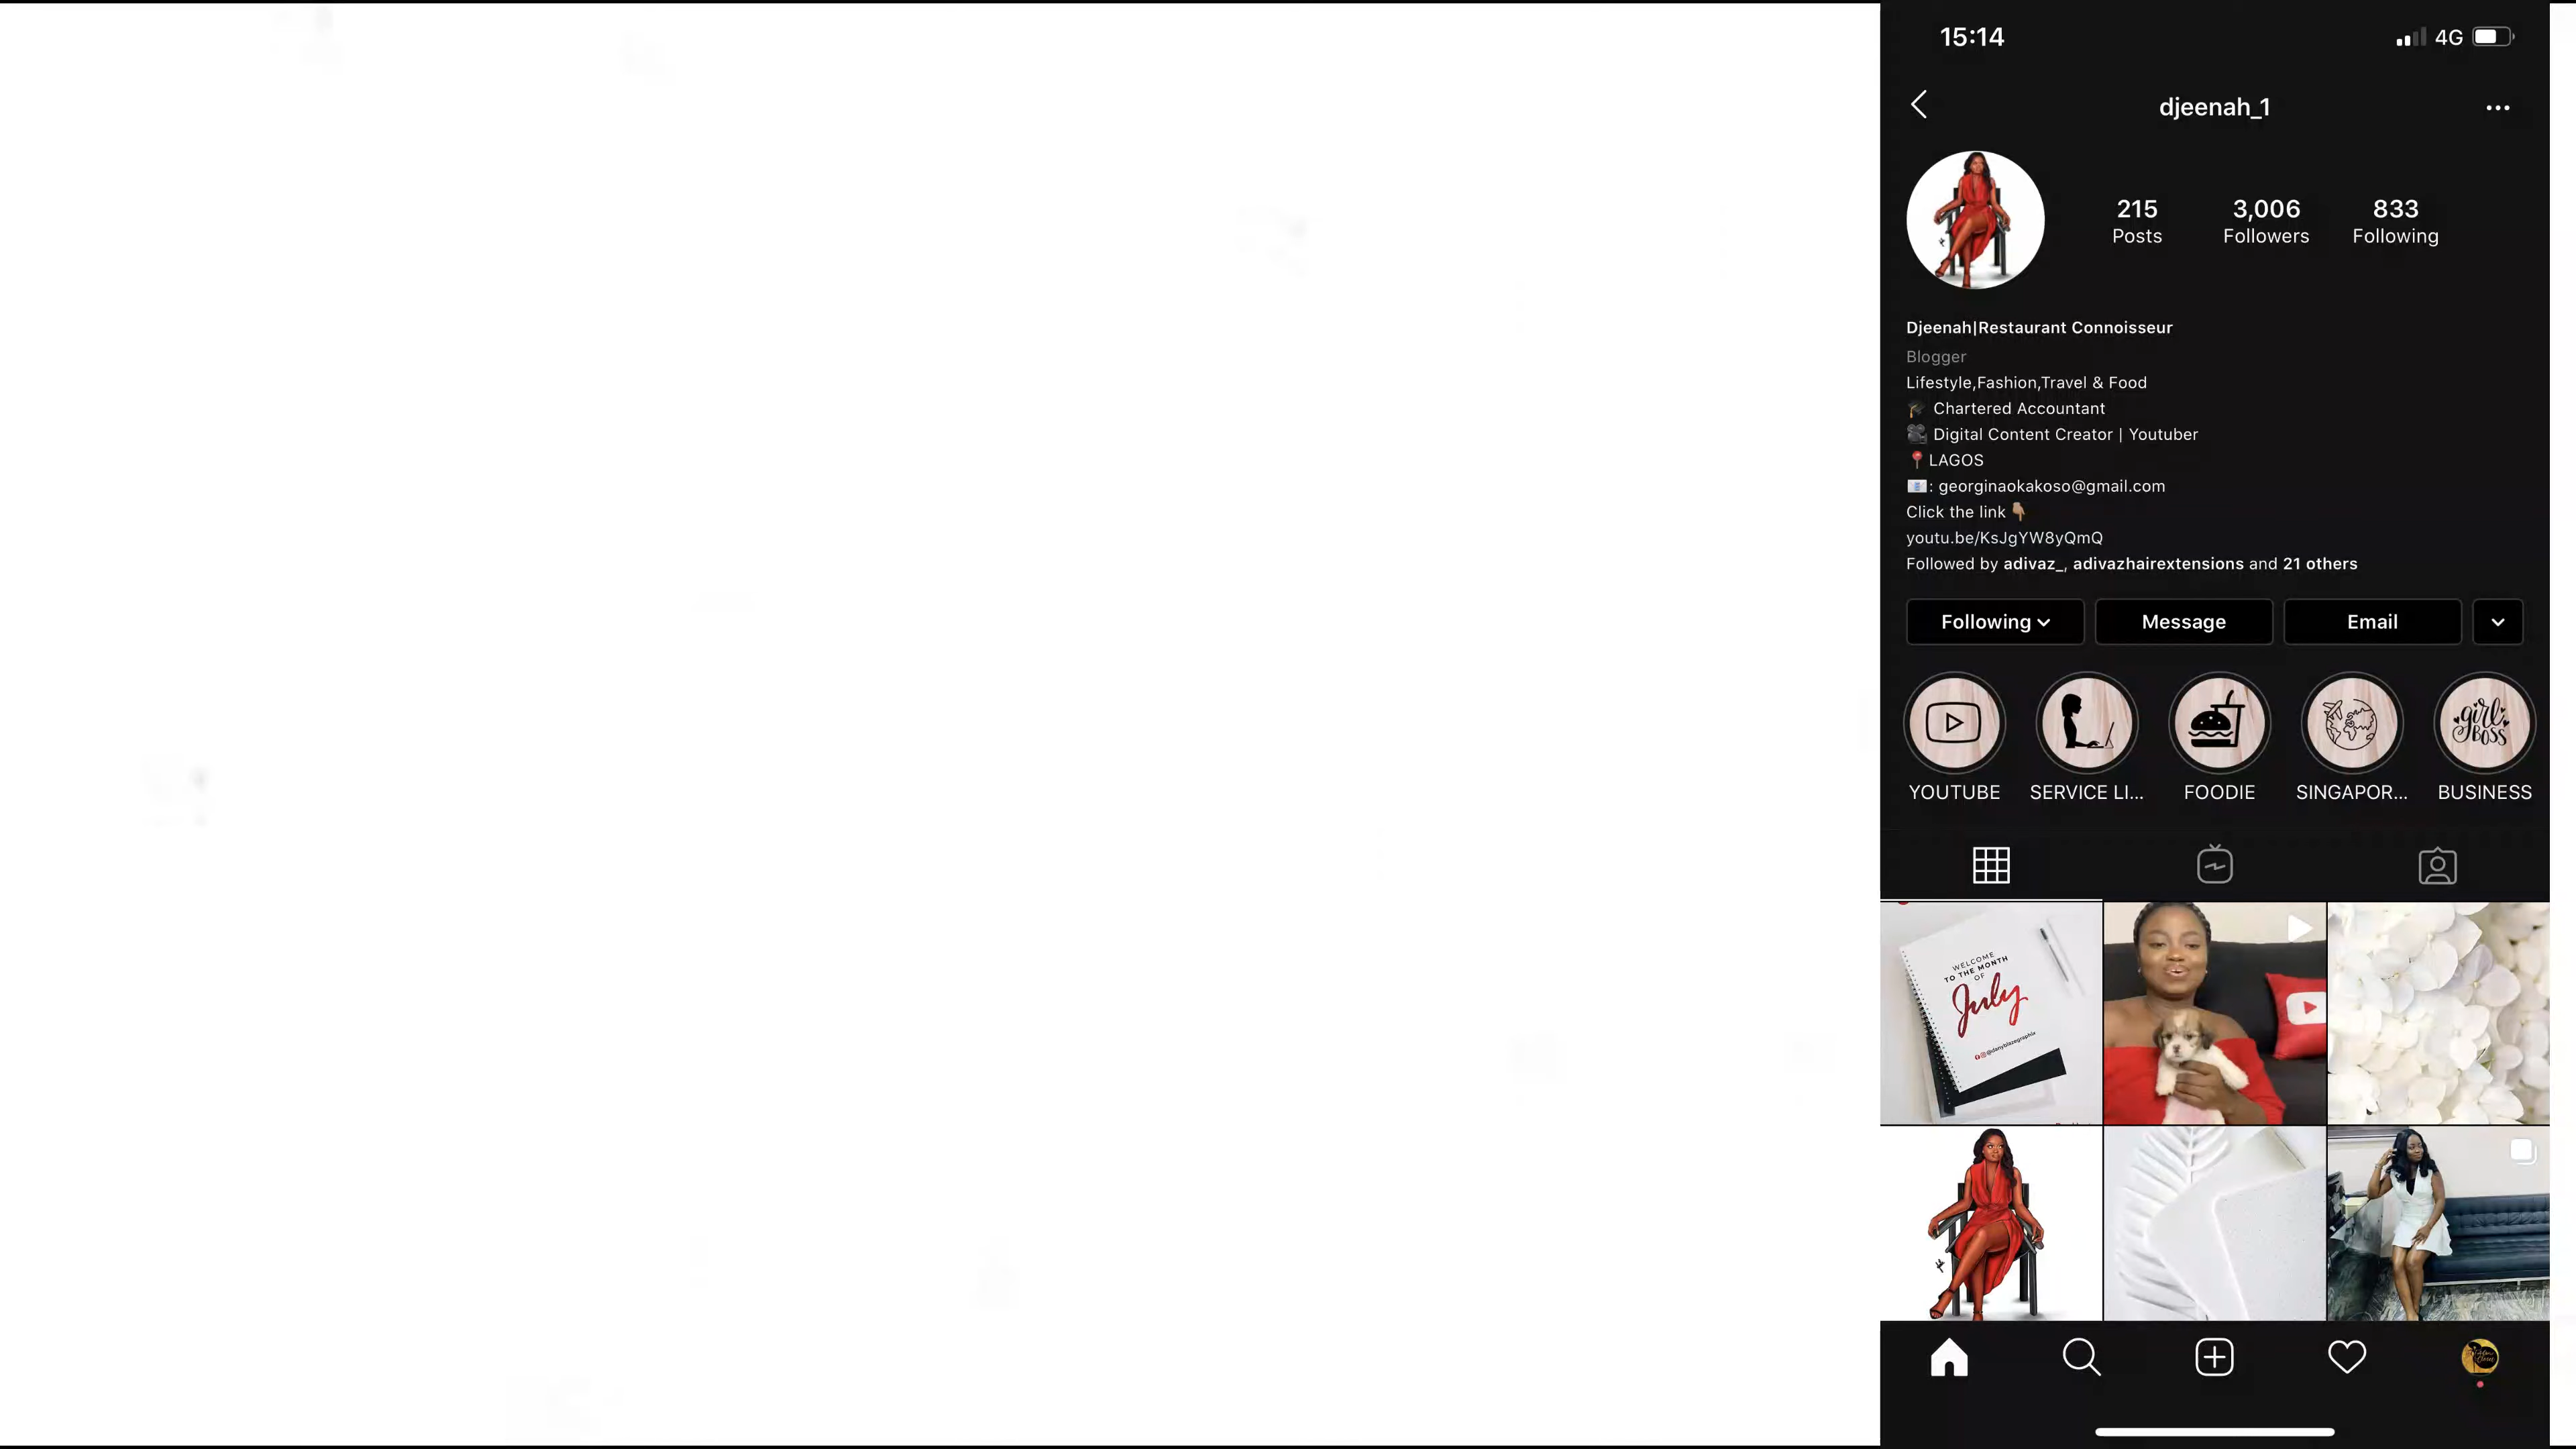 15:14
4G
djeenah_1
215
Posts
3,006
Followers
833
Following
Djeenah|Restaurant Connoisseur
Blogger
Lifestyle,Fashion,Travel & Food
🎓 Chartered Accountant
🎥 Digital Content Creator | Youtuber
📍LAGOS
📧: georginaokakoso@gmail.com
Click the link👇🏽
youtu.be/KsJgYW8yQmQ
Followed by adivaz_, adivazhairextensions and 21 others
Following
Message
Email
girl BOSS
YOUTUBE
SERVICE LI...
FOODIE
SINGAPOR...
BUSINESS
WELCOME
TO THE MONTH
OF
July
@danyblazegraphix